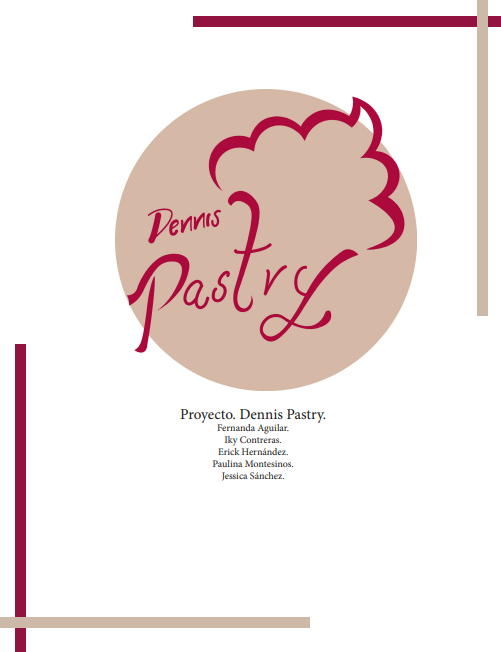 Dennis
Pastry
Proyecto. Dennis Pastry.
Fernanda Aguilar.
Iky Contreras.
Erick Hernández.
Paulina Montesinos.
Jessica Sánchez.